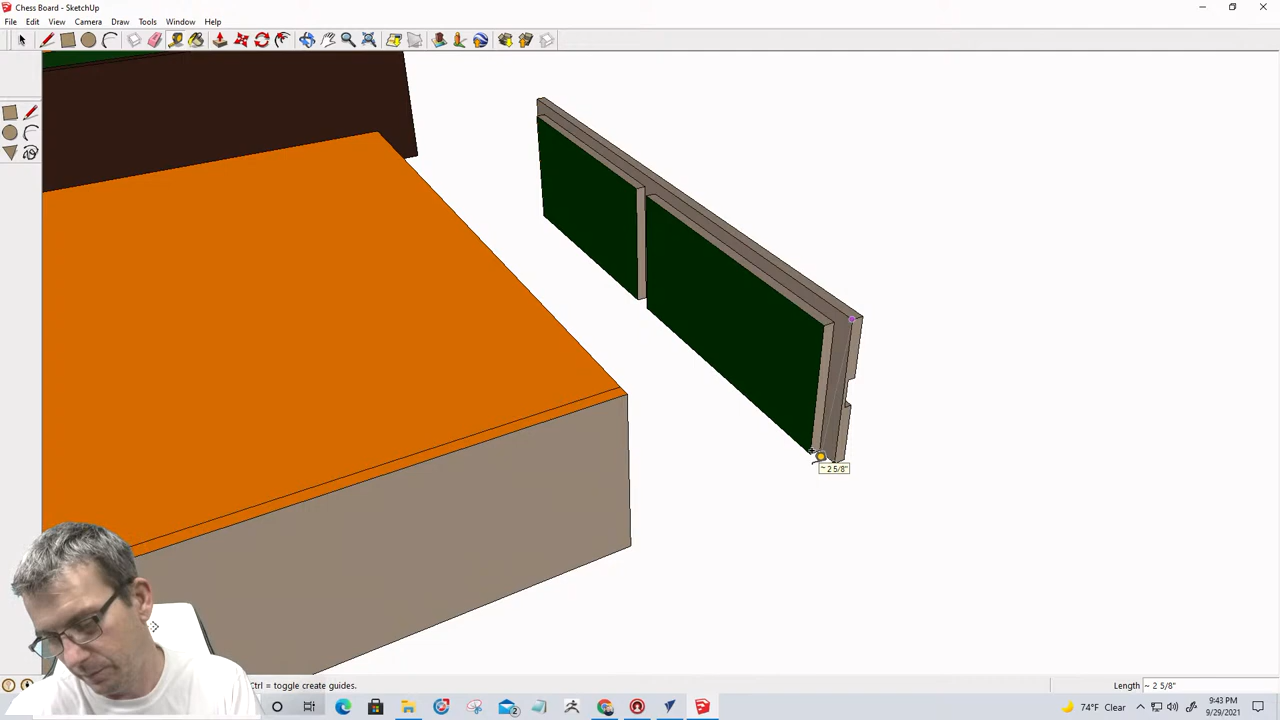 Chess Board - SketchUp
File Edit View Camera Draw Tools Window Help
~ 2 5/8"
Ctrl = toggle create guides.
Length ~ 2 5/8"
2
74°F Clear
9:43 PM
9/29/2021